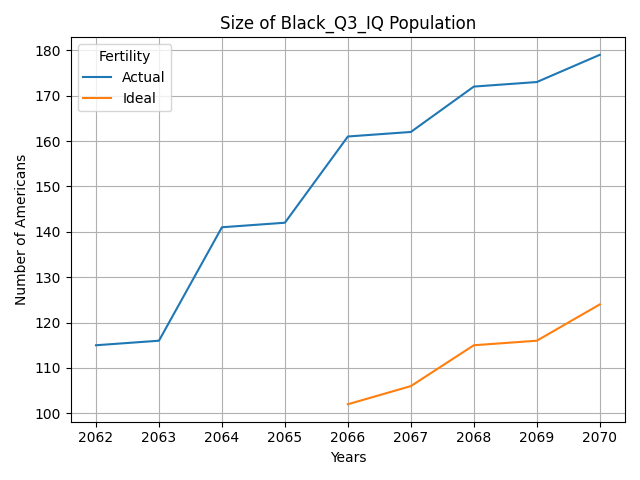 Size of Black_Q3_IQ Population
Fertility
Actual
Ideal
Number of Americans
180
170
160
150
140
130
120
110
100
2062 2063 2064 2065 2066 2067 2068 2069 2070
Years